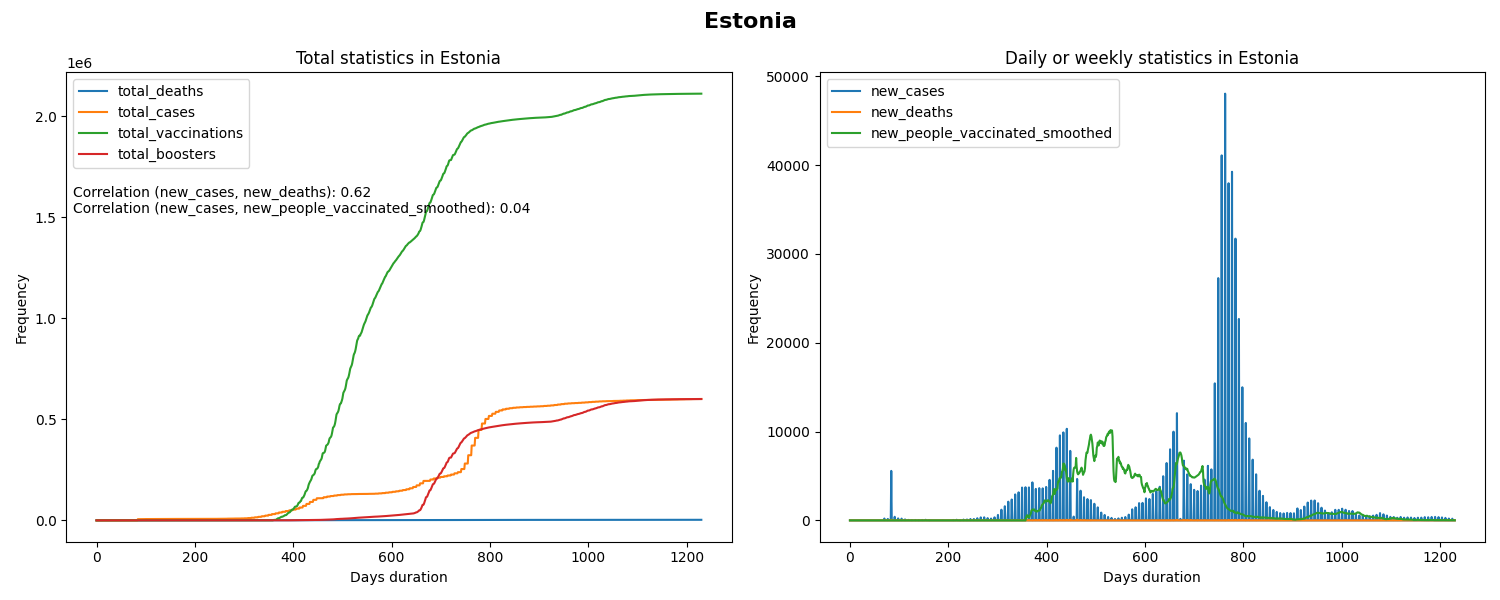 Estonia
Total statistics in Estonia
1e6
total_deaths
total_cases
total_vaccinations
total_boosters
Correlation (new_cases, new_deaths): 0.62
Correlation (new_cases, new_people_vaccinated_smoothed): 0.04
Frequency
2.0
1.5
1.0
0.5
0.0
0 200 400 600 800 1000 1200
Days duration
Daily or weekly statistics in Estonia
new_cases
new_deaths
new_people_vaccinated_smoothed
Frequency
50000
40000
30000
20000
10000
0
0 200 400 600 800 1000 1200
Days duration